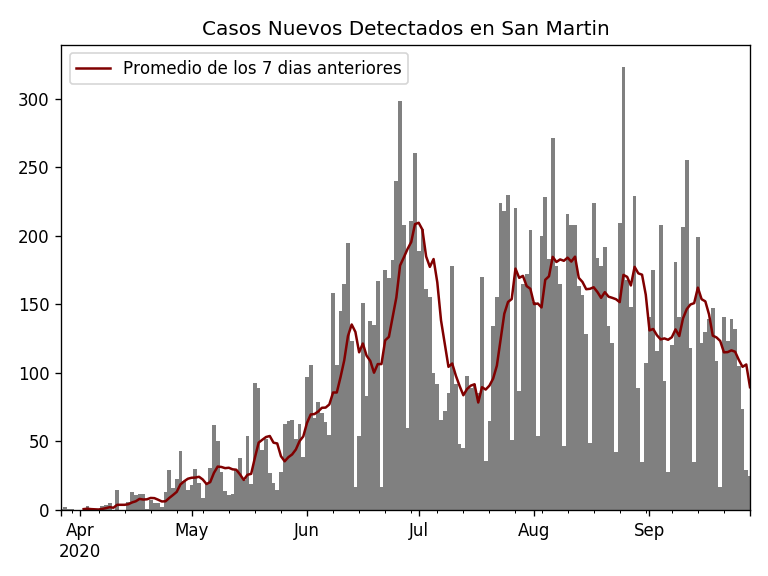 Casos Nuevos Detectados en San Martin
Promedio de los 7 dias anteriores
300
250
200
150
100
50
0
Apr May Jun Jul Aug Sep
2020